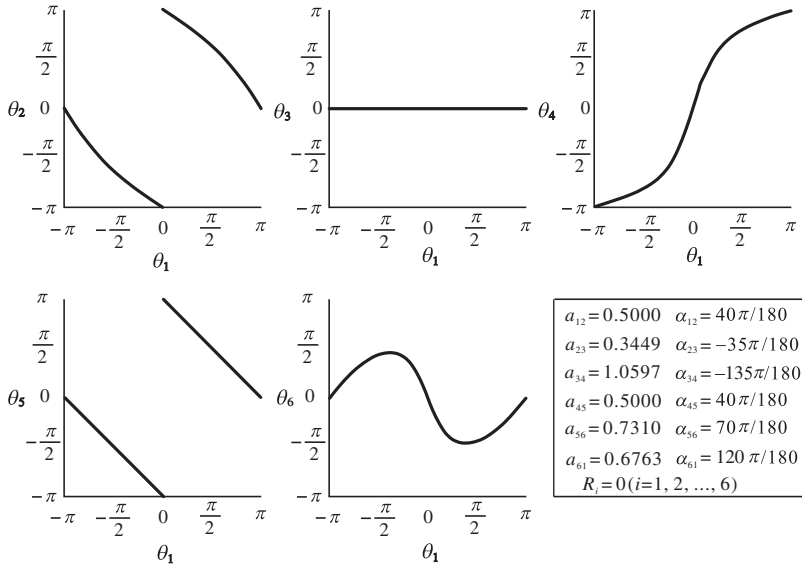 π π π
π/2 π/2 π/2
θ₂ 0 θ₃ 0 θ₄ 0
−π/2 −π/2 −π/2
−π −π −π
−π −π/2 0 π/2 π −π −π/2 0 π/2 π −π −π/2 0 π/2 π
θ₁ θ₁ θ₁
π π
π/2 π/2
θ₅ 0 θ₆ 0
−π/2 −π/2
−π −π
−π −π/2 0 π/2 π −π −π/2 0 π/2 π
θ₁ θ₁
a₁₂=0.5000 α₁₂=40π/180
a₂₃=0.3449 α₂₃=−35π/180
a₃₄=1.0597 α₃₄=−135π/180
a₄₅=0.5000 α₄₅=40π/180
a₅₆=0.7310 α₅₆=70π/180
a₆₁=0.6763 α₆₁=120π/180
Rᵢ=0(i=1, 2, ..., 6)